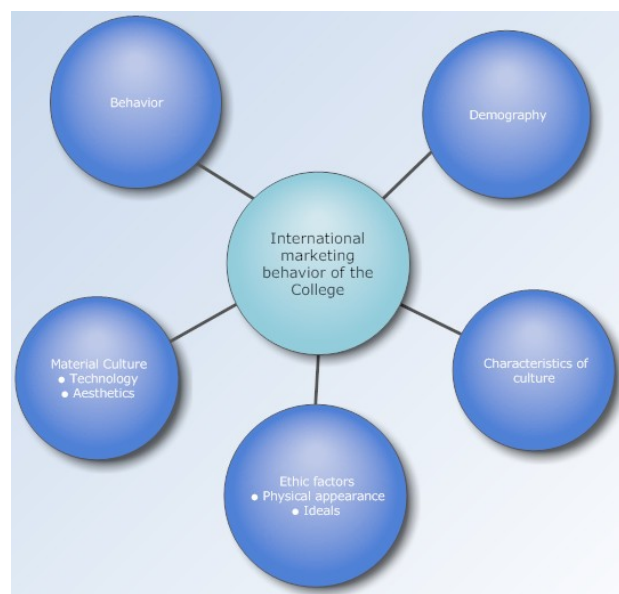 Behavior
Demography
International
marketing
behavior of the
College
Material Culture
● Technology
● Aesthetics
Characteristics of
culture
Ethic factors
● Physical appearance
● Ideals